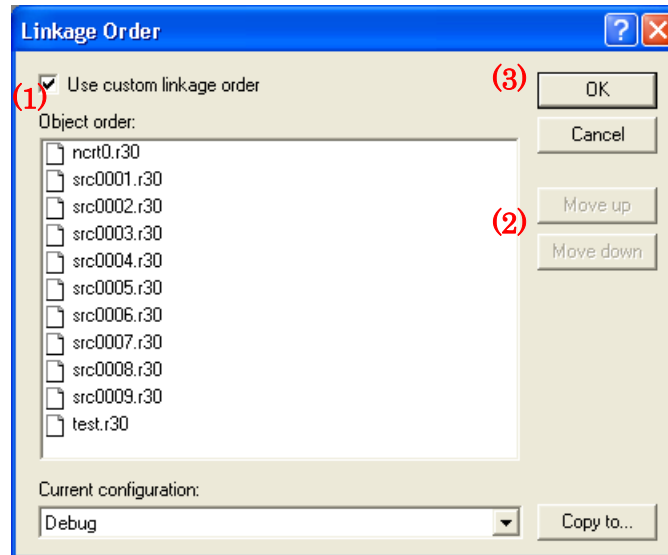 Linkage Order
(1) Use custom linkage order
(3) OK
Object order:
Cancel
ncrt0.r30
src0001.r30
src0002.r30
src0003.r30
src0004.r30
src0005.r30
src0006.r30
src0007.r30
src0008.r30
src0009.r30
test.r30
Move up
(2)
Move down
Current configuration:
Debug
Copy to...